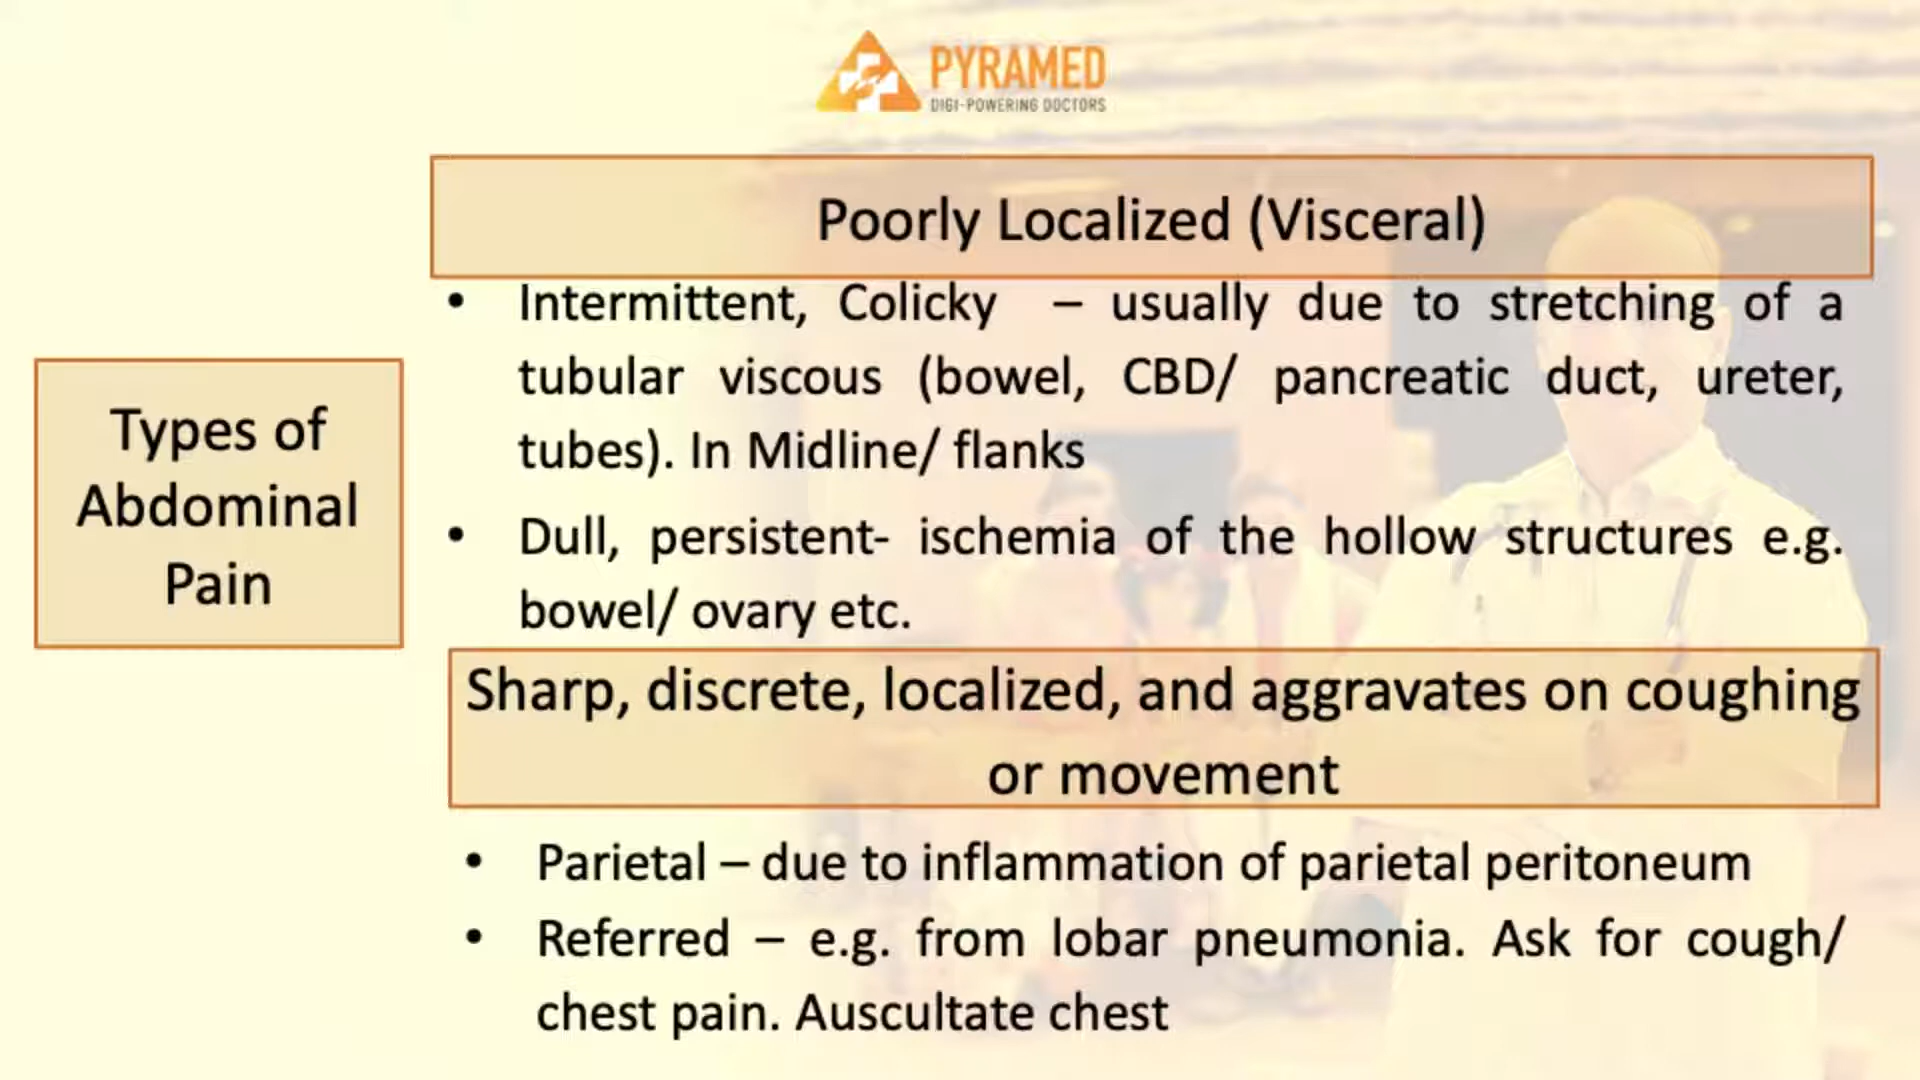 PYRAMED
DIGI-POWERING DOCTORS
Types of
Abdominal
Pain
Poorly Localized (Visceral)
• Intermittent, Colicky – usually due to stretching of a
tubular viscous (bowel, CBD/ pancreatic duct, ureter,
tubes). In Midline/ flanks
• Dull, persistent- ischemia of the hollow structures e.g.
bowel/ ovary etc.
Sharp, discrete, localized, and aggravates on coughing
or movement
• Parietal – due to inflammation of parietal peritoneum
• Referred – e.g. from lobar pneumonia. Ask for cough/
chest pain. Auscultate chest